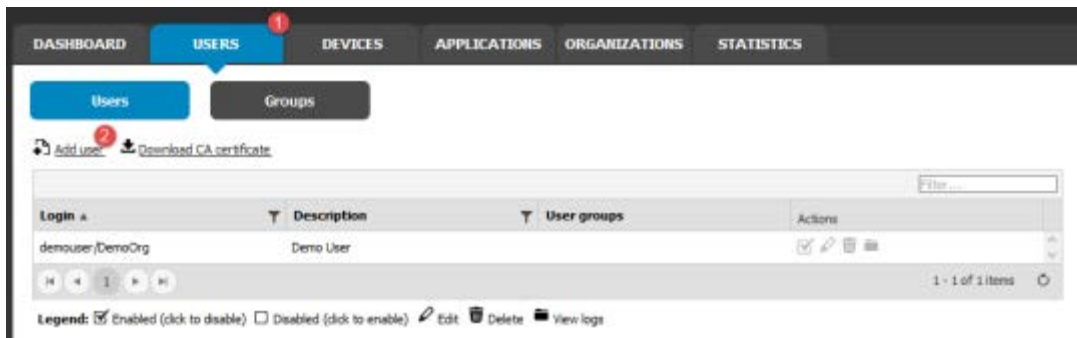 1
DASHBOARD USERS DEVICES APPLICATIONS ORGANIZATIONS STATISTICS
Users Groups
2
Add user Download CA certificate
Filter...
Login Description User groups Actions
demouser/DemoOrg Demo User
1 1 - 1 of 1 items
Legend: Enabled (click to disable) Disabled (click to enable) Edit Delete View logs